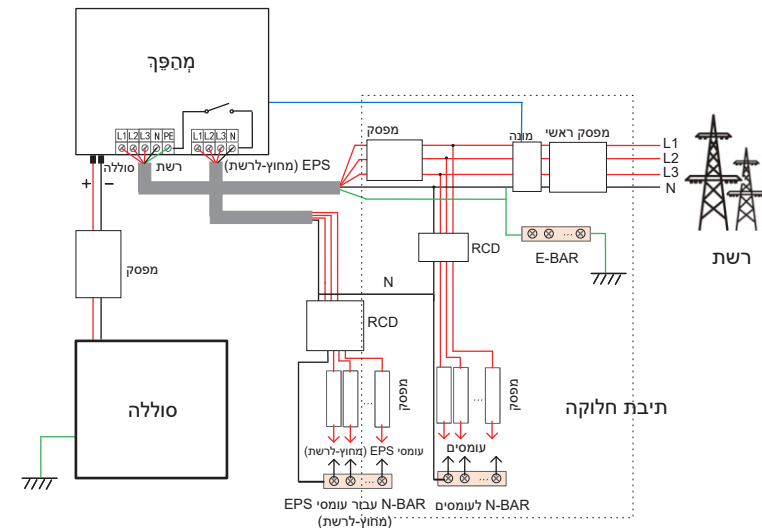 מְהַפֵּךְ
L1 L2 L3 N PE
L1 L2 L3 N
+
−
סוללה
רשת
EPS (מחוץ-לרשת)
מפסק
מונה
מפסק ראשי
L1
L2
L3
N
רשת
RCD
E-BAR
מפסק
N
RCD
סוללה
מפסק
...
מפסק
...
תיבת חלוקה
עומסי EPS (מחוץ-לרשת)
עומסים
N-BAR עבור עומסי EPS
(מחוץ-לרשת)
N-BAR לעומסים